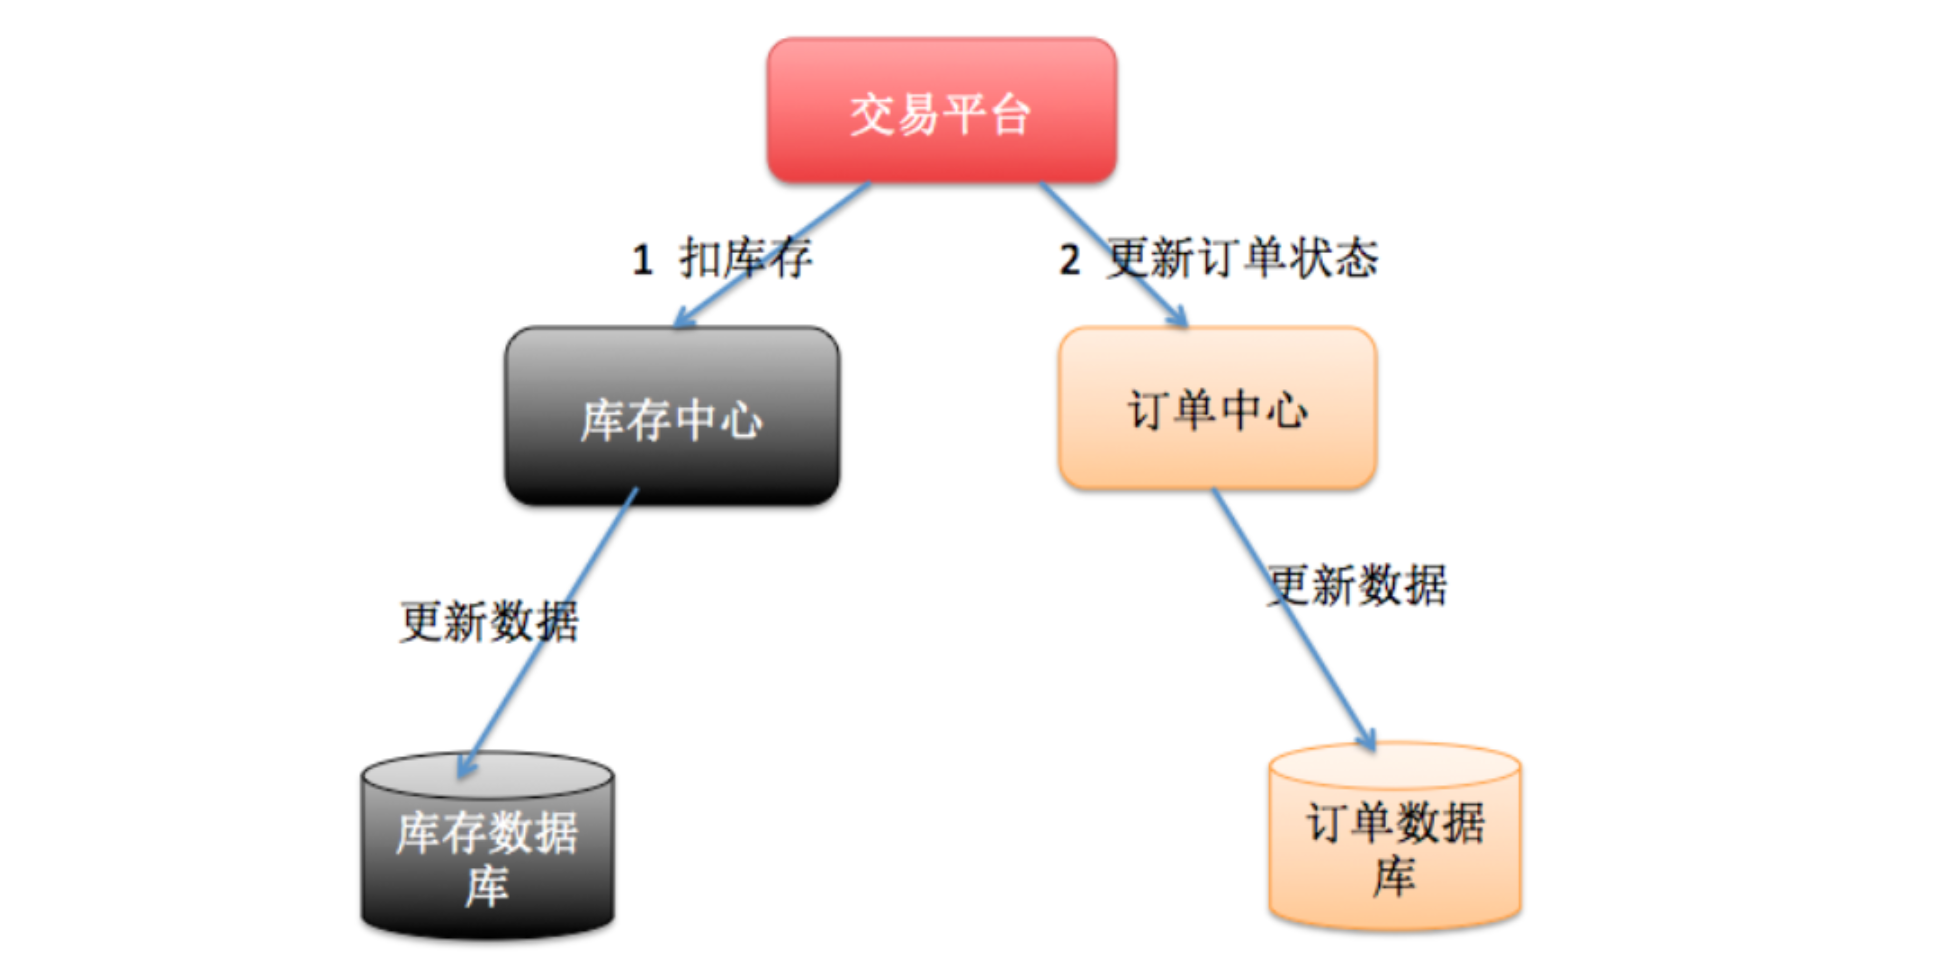 交易平台
1 扣库存
2 更新订单状态
库存中心
订单中心
更新数据
更新数据
库存数据
库
订单数据
库